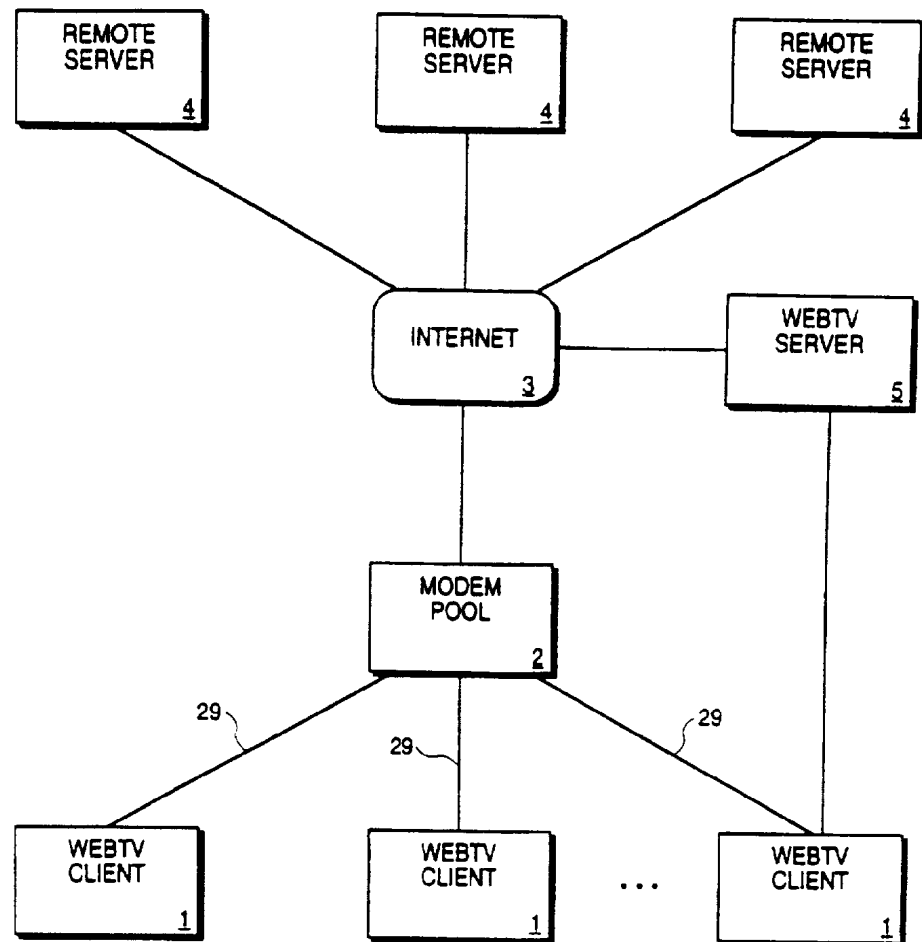 REMOTE
SERVER
4
REMOTE
SERVER
4
REMOTE
SERVER
4
INTERNET
3
WEBTV
SERVER
5
MODEM
POOL
2
29
29
29
WEBTV
CLIENT
1
WEBTV
CLIENT
1
...
WEBTV
CLIENT
1